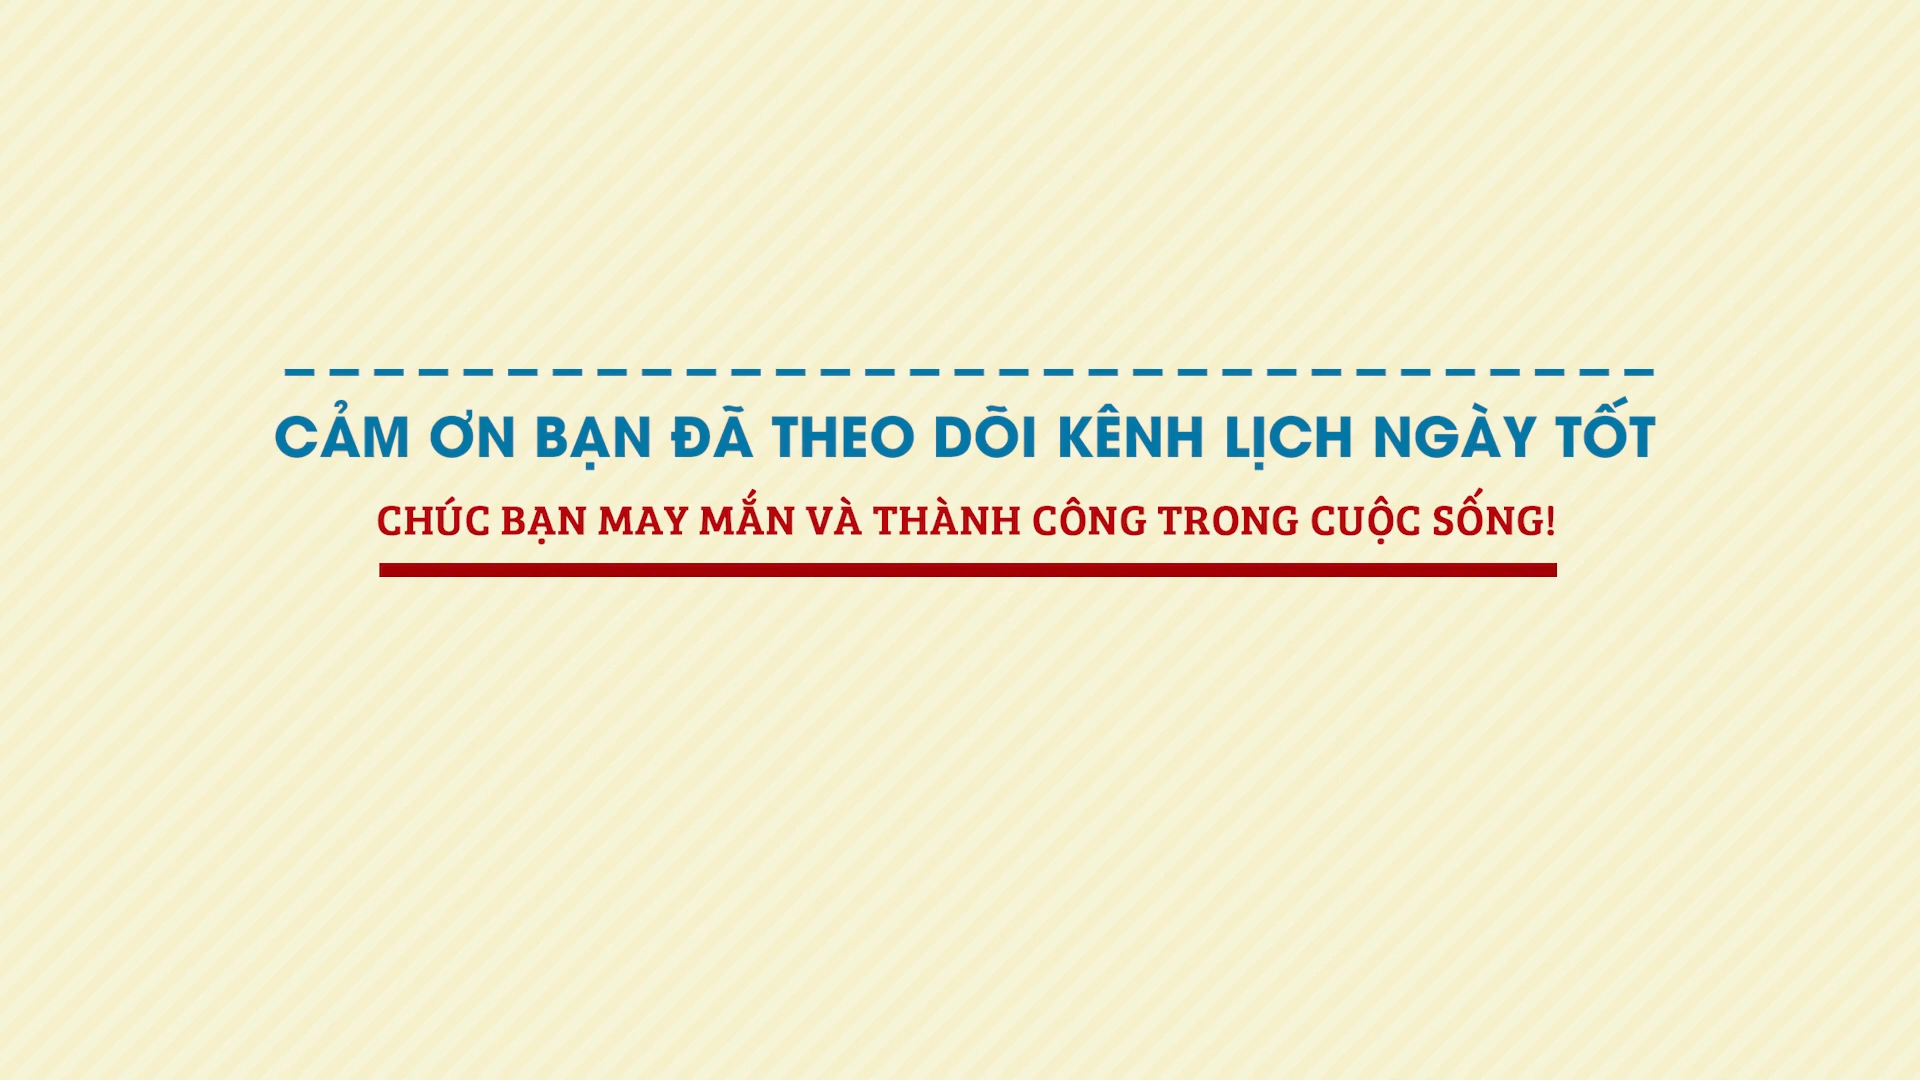 CẢM ƠN BẠN ĐÃ THEO DÕI KÊNH LỊCH NGÀY TỐT
CHÚC BẠN MAY MẮN VÀ THÀNH CÔNG TRONG CUỘC SỐNG!